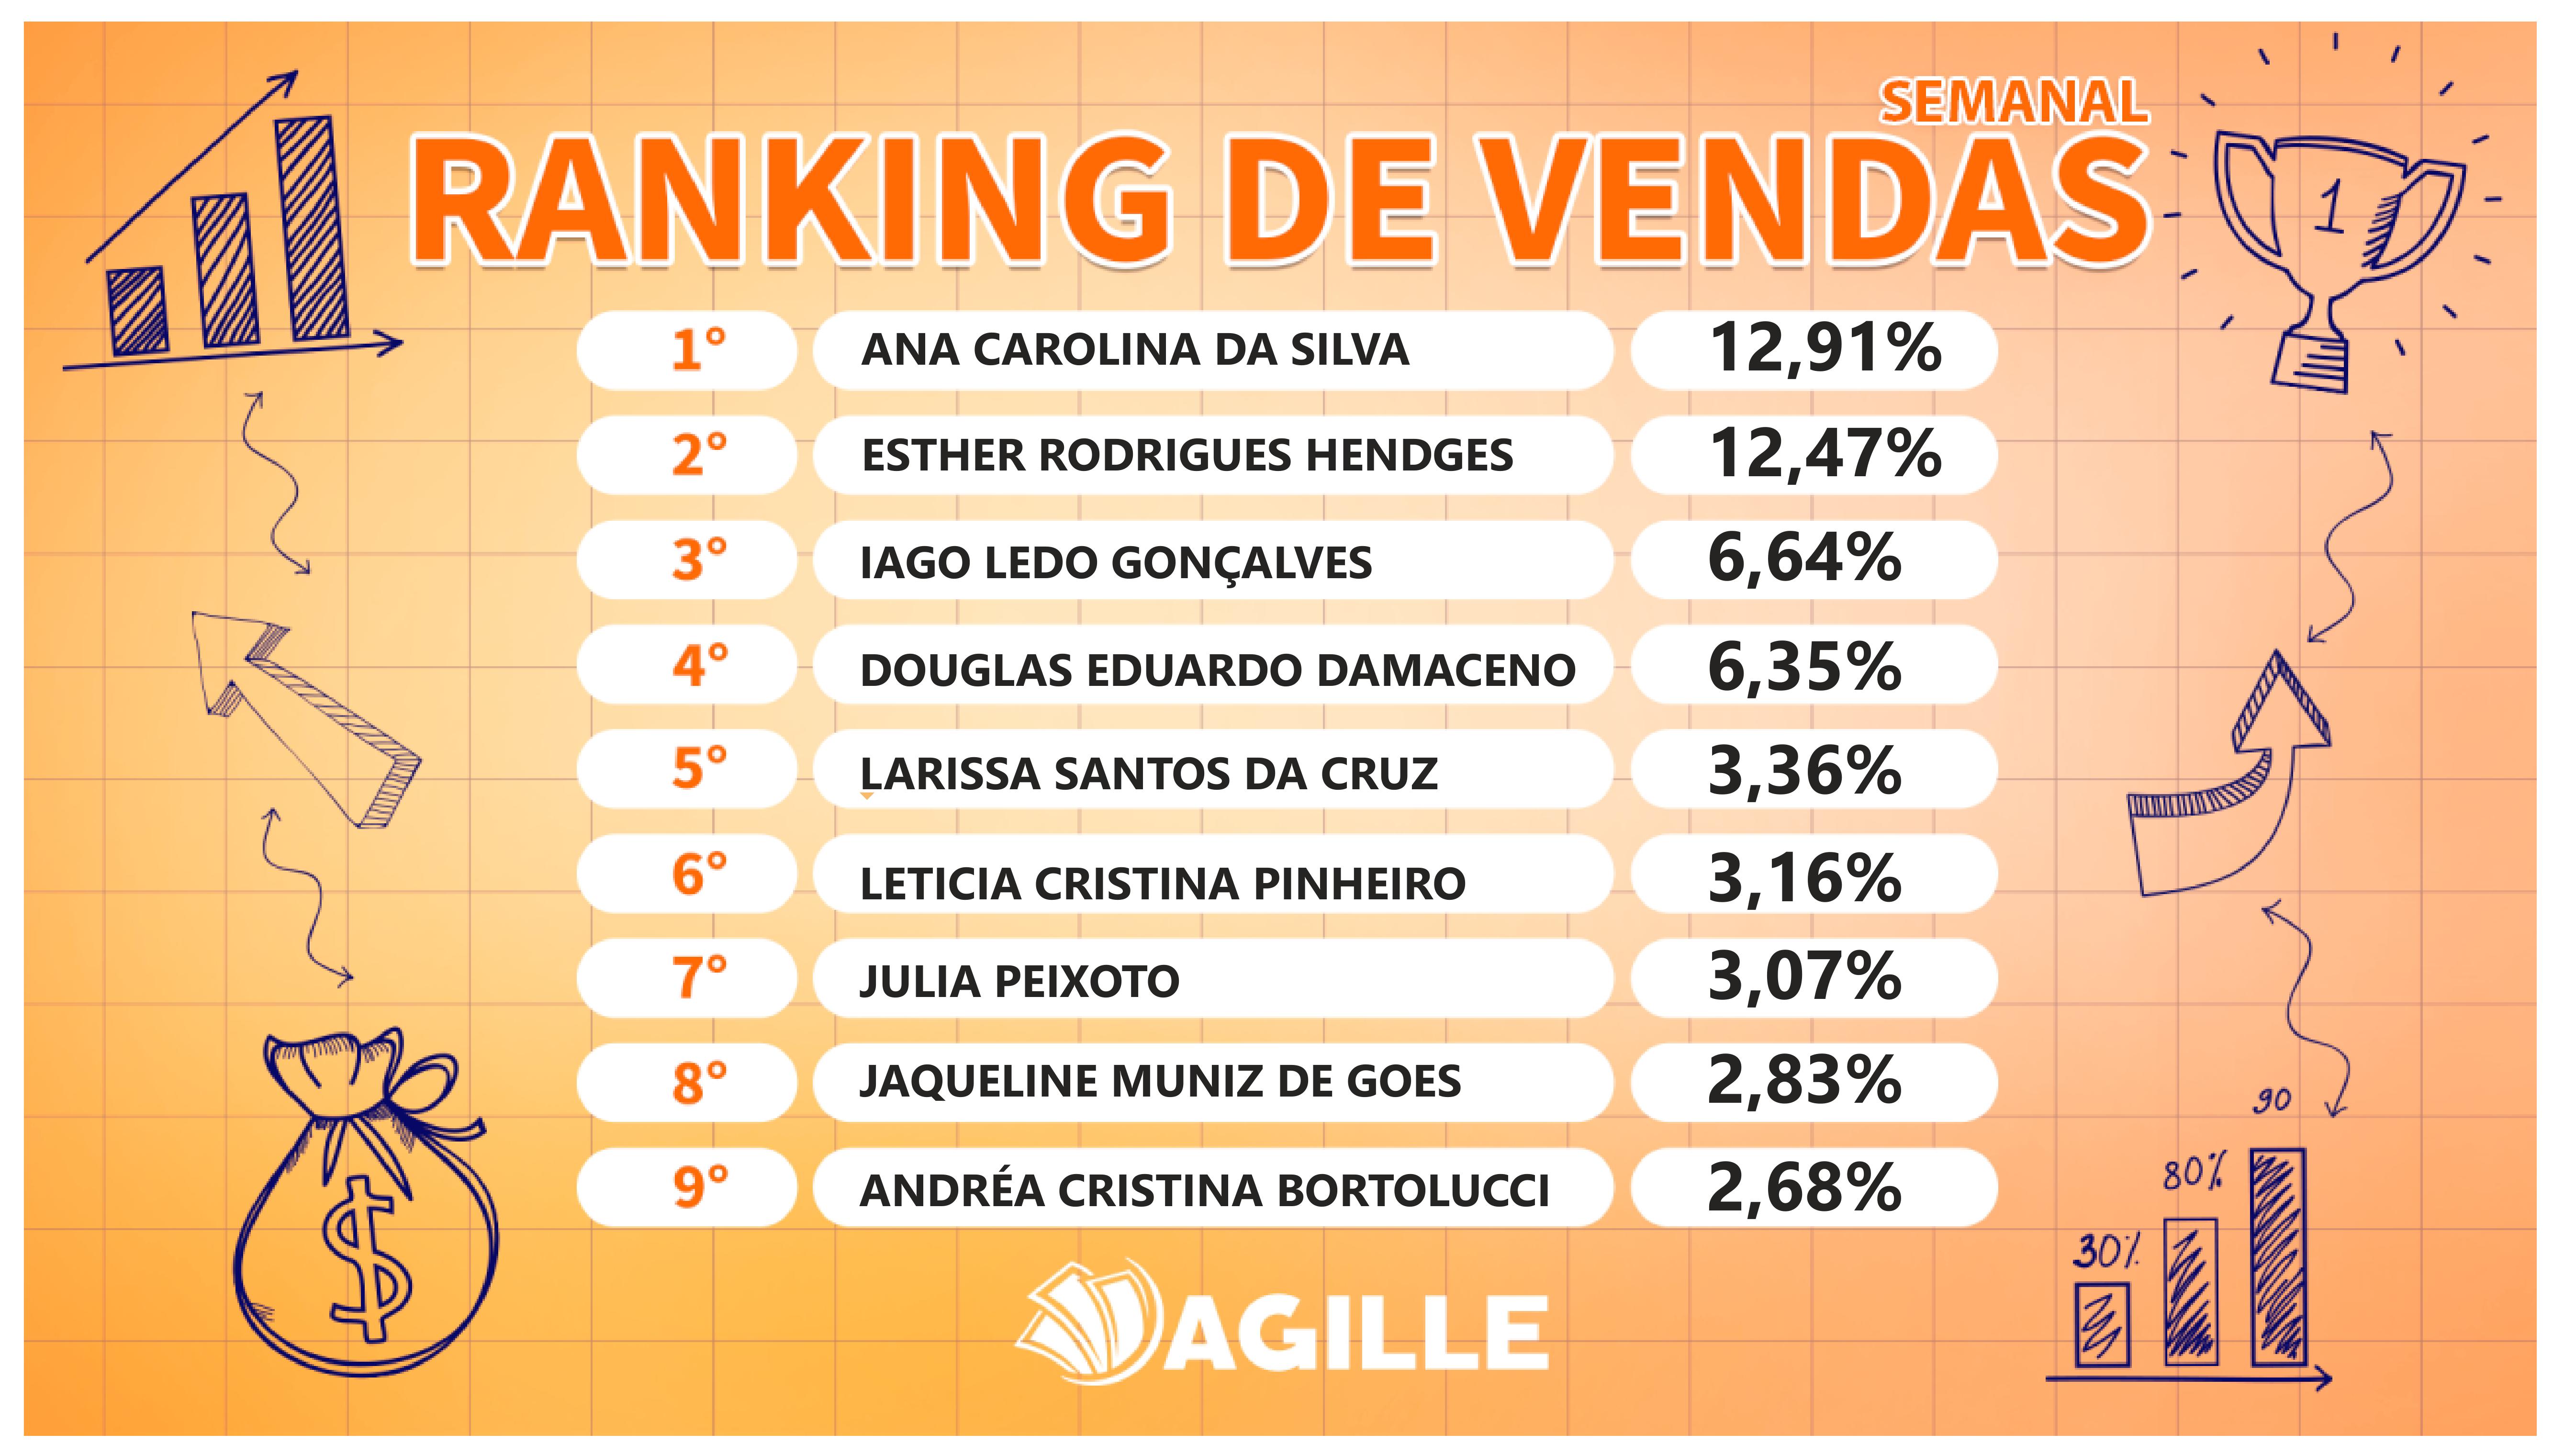 SEMANAL
RANKING DE VENDAS
1° ANA CAROLINA DA SILVA 12,91%
2° ESTHER RODRIGUES HENDGES 12,47%
3° IAGO LEDO GONÇALVES 6,64%
4° DOUGLAS EDUARDO DAMACENO 6,35%
5° LARISSA SANTOS DA CRUZ 3,36%
6° LETICIA CRISTINA PINHEIRO 3,16%
7° JULIA PEIXOTO 3,07%
8° JAQUELINE MUNIZ DE GOES 2,83%
9° ANDRÉA CRISTINA BORTOLUCCI 2,68%
AGILLE
1
$
30%
80%
90